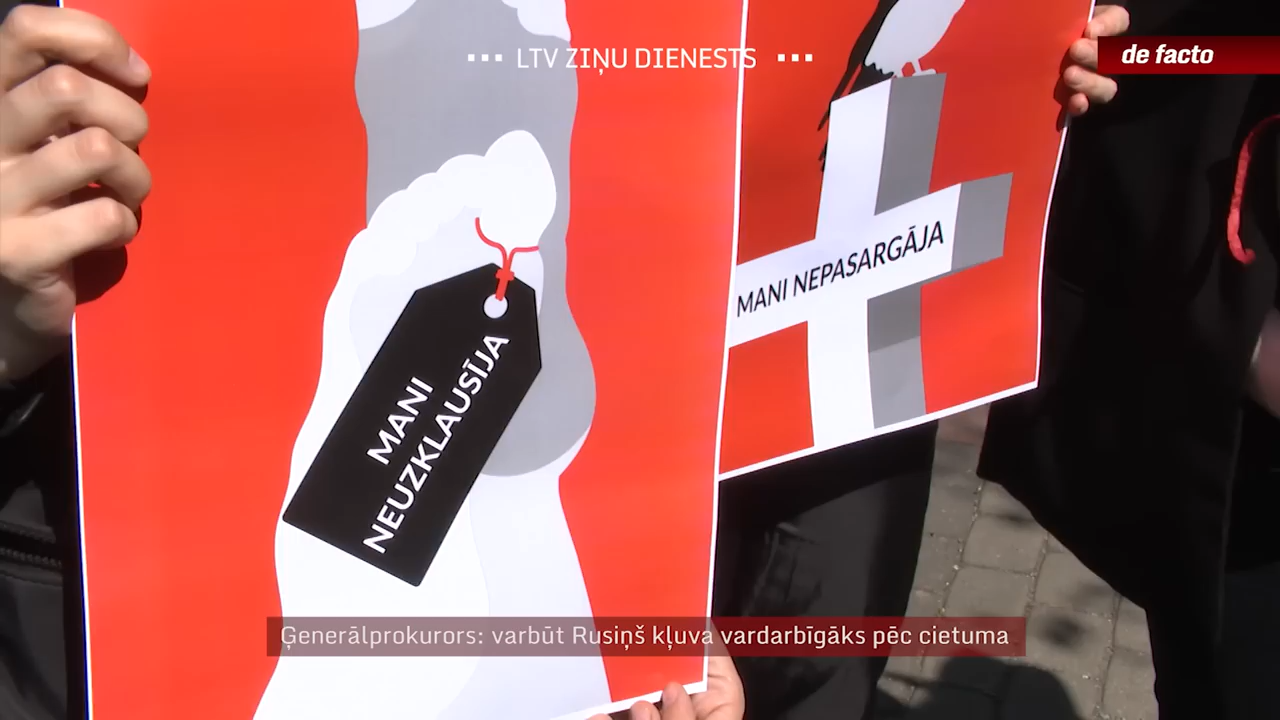 ••• LTV ZIŅU DIENESTS •••
de facto
MANI NEPASARGĀJA
MANI
NEUZKLAUSĪJA
Ģenerālprokurors: varbūt Rusiņš kļuva vardarbīgāks pēc cietuma